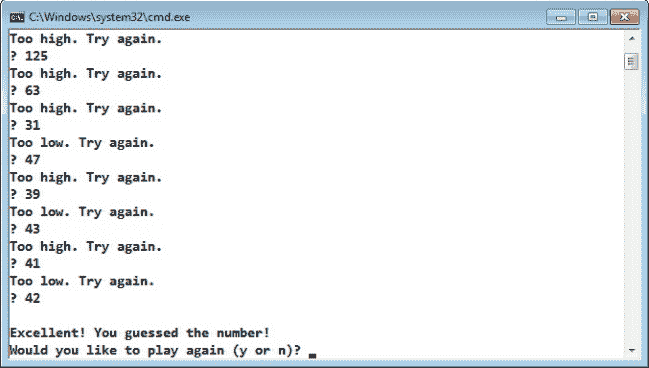 C:\Windows\system32\cmd.exe
Too high. Try again.
? 125
Too high. Try again.
? 63
Too high. Try again.
? 31
Too low. Try again.
? 47
Too high. Try again.
? 39
Too low. Try again.
? 43
Too high. Try again.
? 41
Too low. Try again.
? 42
Excellent! You guessed the number!
Would you like to play again (y or n)? _